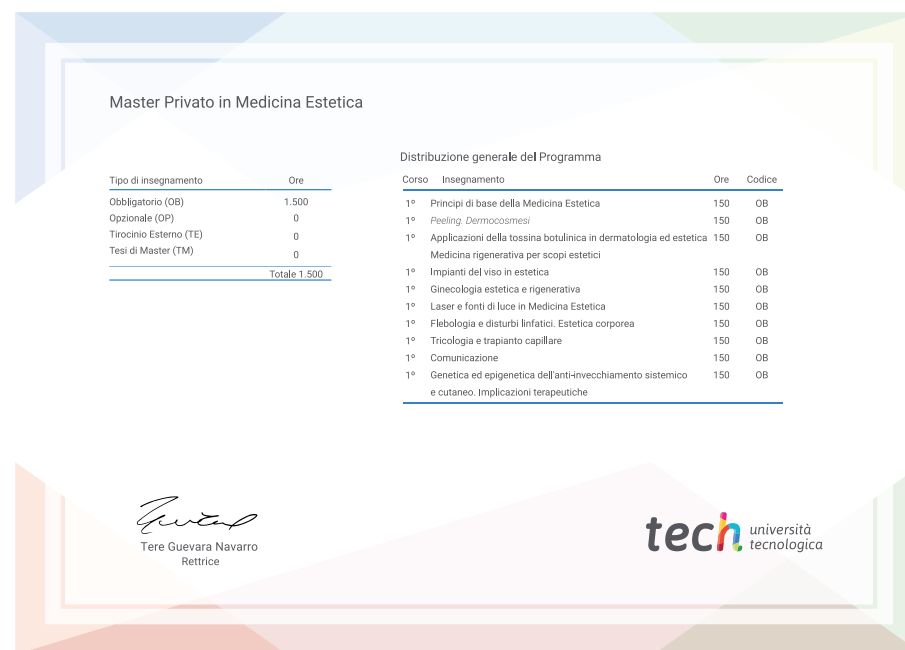 Master Privato in Medicina Estetica
Tipo di insegnamento Ore
Obbligatorio (OB) 1.500
Opzionale (OP) 0
Tirocinio Esterno (TE) 0
Tesi di Master (TM) 0
Totale 1.500
Distribuzione generale del Programma
Corso Insegnamento Ore Codice
1º Principi di base della Medicina Estetica 150 OB
1º Peeling. Dermocosmesi 150 OB
1º Applicazioni della tossina botulinica in dermatologia ed estetica 150 OB
Medicina rigenerativa per scopi estetici
1º Impianti del viso in estetica 150 OB
1º Ginecologia estetica e rigenerativa 150 OB
1º Laser e fonti di luce in Medicina Estetica 150 OB
1º Flebologia e disturbi linfatici. Estetica corporea 150 OB
1º Tricologia e trapianto capillare 150 OB
1º Comunicazione 150 OB
1º Genetica ed epigenetica dell'anti-invecchiamento sistemico 150 OB
e cutaneo. Implicazioni terapeutiche
Tere Guevara Navarro
Rettrice
tech università
tecnologica